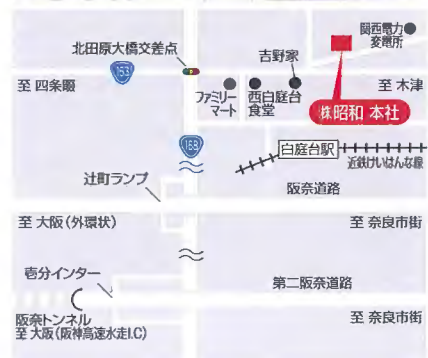 関西電力
変電所
北田原大橋交差点
吉野家
163
至 四条畷
ファミリー
マート
西白庭台
食堂
至 木津
㈱昭和 本社
168
白庭台駅
近鉄けいはんな線
辻町ランプ
阪奈道路
至 大阪(外環状)
至 奈良市街
壱分インター
第二阪奈道路
阪奈トンネル
至 大阪(阪神高速水走I.C)
至 奈良市街